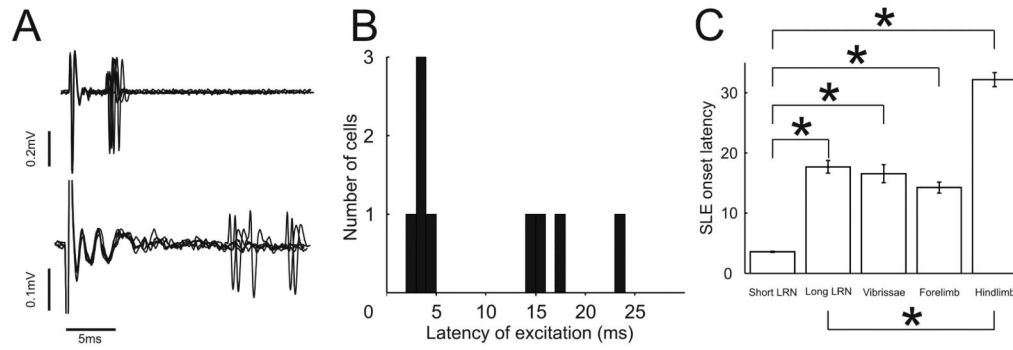 A
0.2mV
0.1mV
5ms
B
Number of cells
3
2
1
0
5 10 15 20 25
Latency of excitation (ms)
C
SLE onset latency
30
20
10
0
* * * * *
Short LRN Long LRN Vibrissae Forelimb Hindlimb